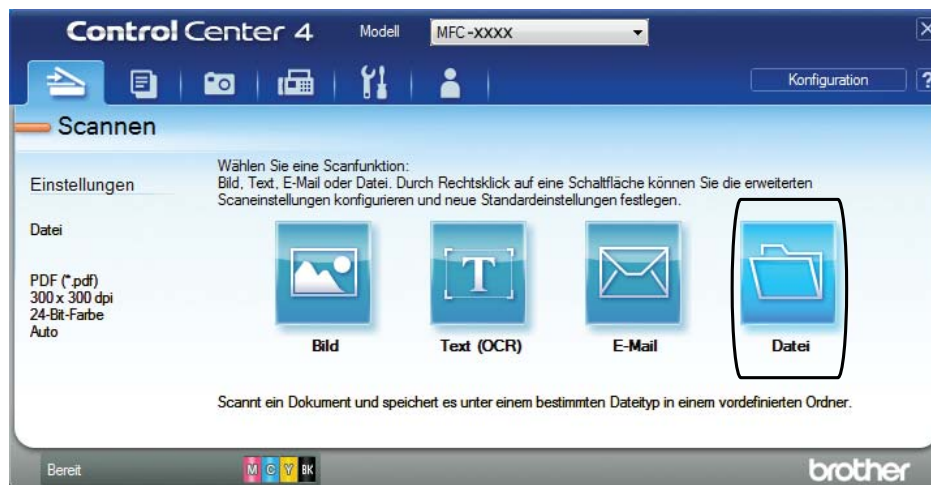 Control Center 4
Modell
MFC-XXXX
Konfiguration
?
Scannen
Einstellungen
Datei
PDF (*.pdf)
300 x 300 dpi
24-Bit-Farbe
Auto
Wählen Sie eine Scanfunktion:
Bild, Text, E-Mail oder Datei. Durch Rechtsklick auf eine Schaltfläche können Sie die erweiterten
Scaneinstellungen konfigurieren und neue Standardeinstellungen festlegen.
T
Bild
Text (OCR)
E-Mail
Datei
Scannt ein Dokument und speichert es unter einem bestimmten Dateityp in einem vordefinierten Ordner.
Bereit
M C Y BK
brother